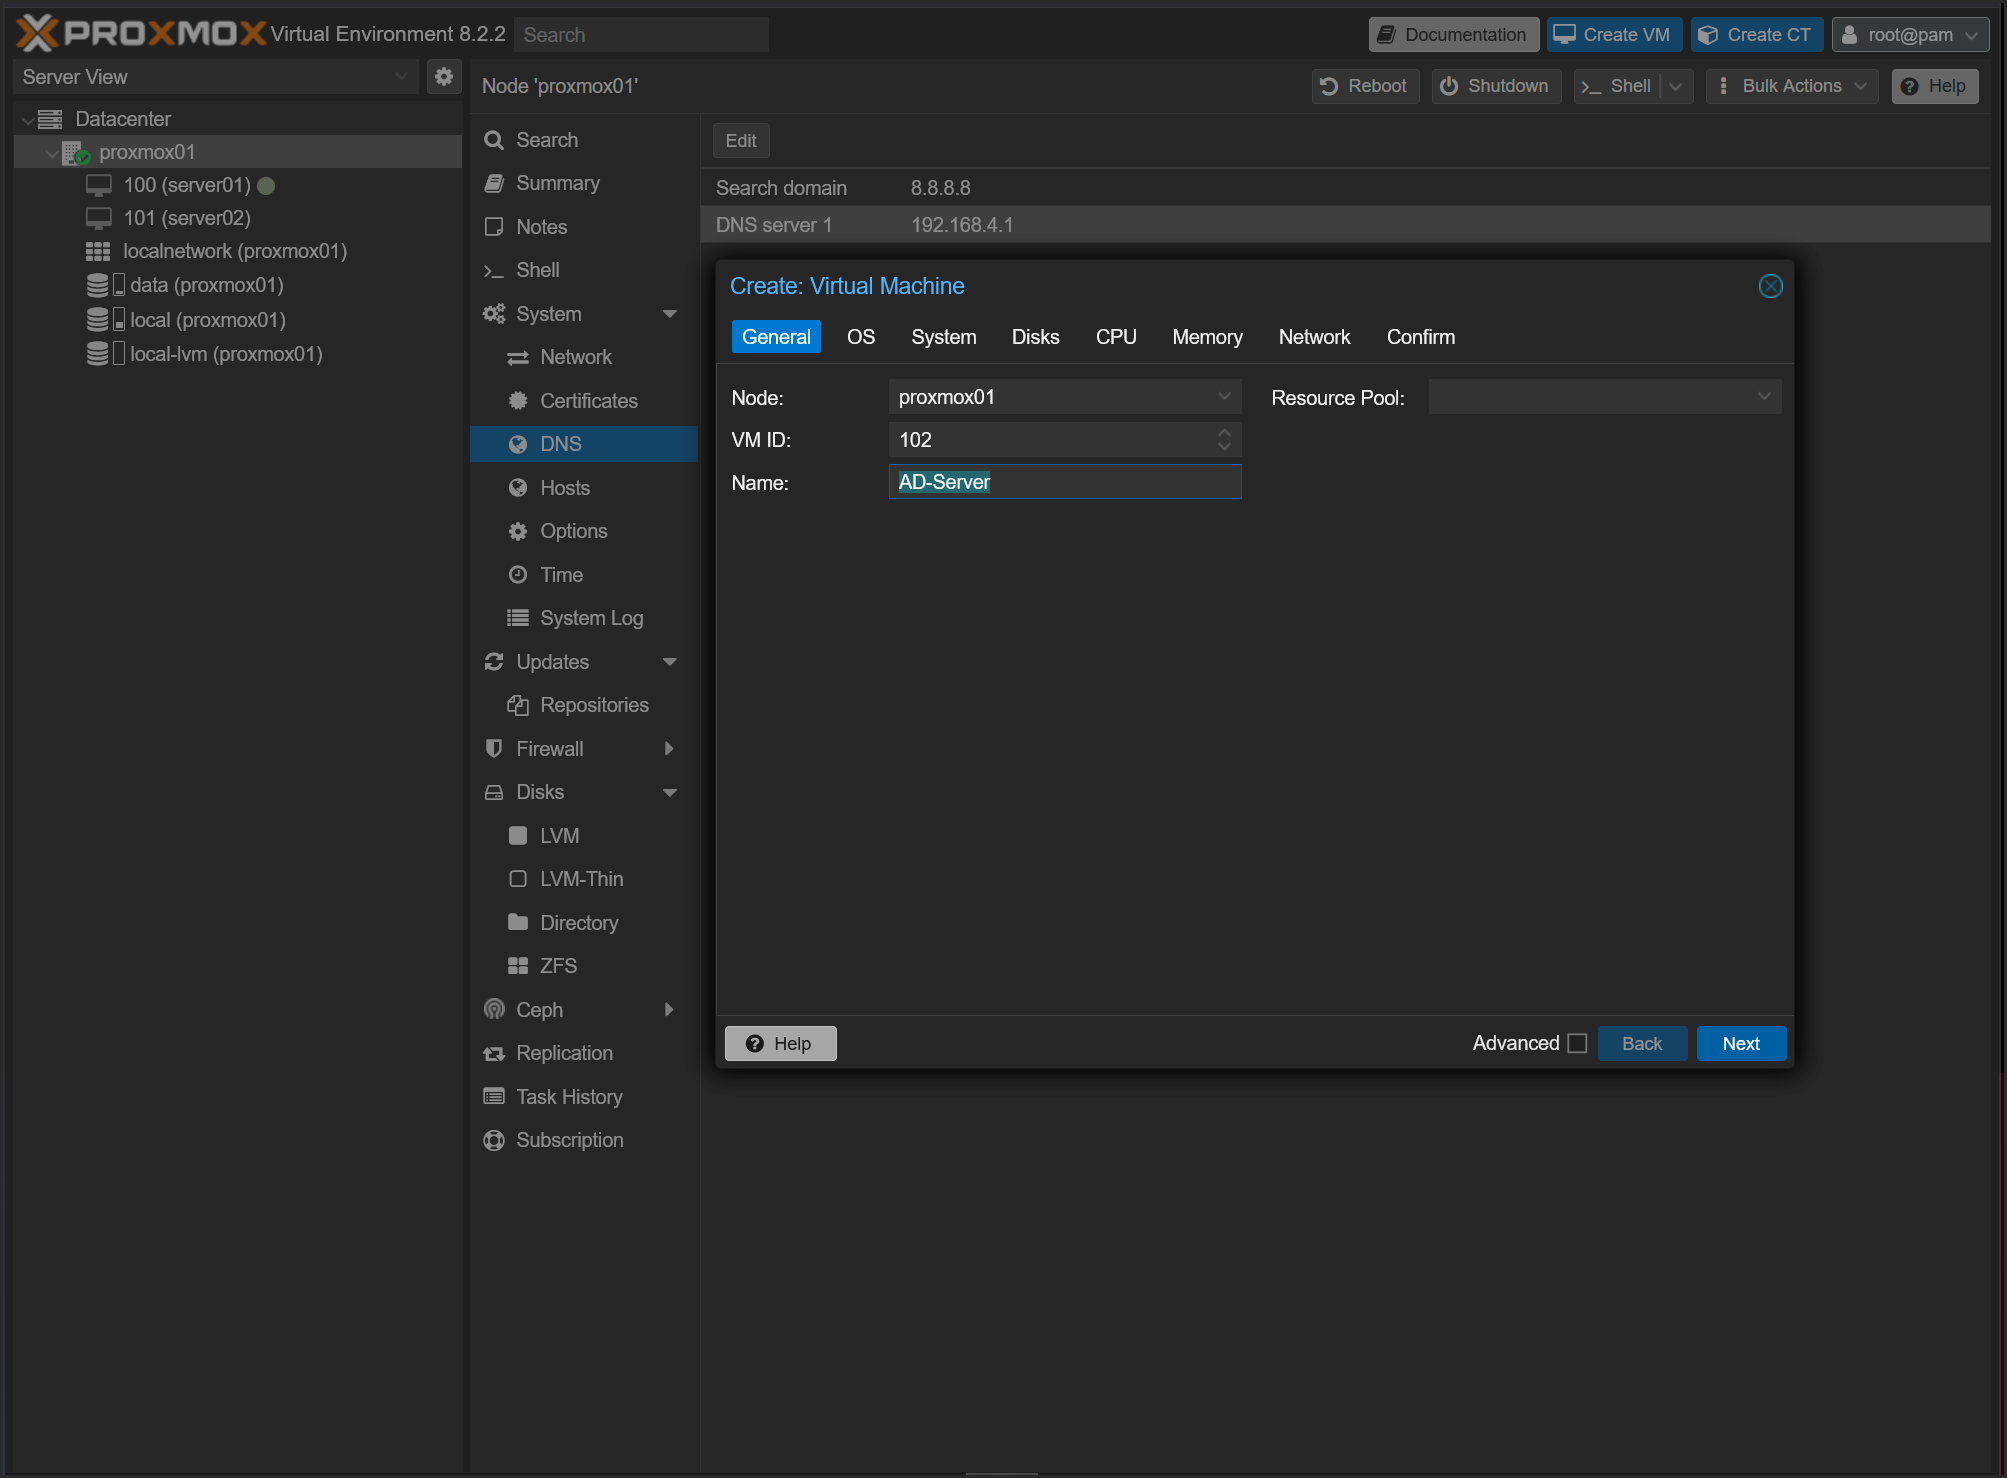 PROXMOX Virtual Environment 8.2.2 Search Documentation Create VM Create CT root@pam
Server View
Node 'proxmox01' Reboot Shutdown Shell Bulk Actions Help
Datacenter
proxmox01
100 (server01)
101 (server02)
localnetwork (proxmox01)
data (proxmox01)
local (proxmox01)
local-lvm (proxmox01)
Search
Summary
Notes
Shell
System
Network
Certificates
DNS
Hosts
Options
Time
System Log
Updates
Repositories
Firewall
Disks
LVM
LVM-Thin
Directory
ZFS
Ceph
Replication
Task History
Subscription
Edit
Search domain 8.8.8.8
DNS server 1 192.168.4.1
Create: Virtual Machine
General OS System Disks CPU Memory Network Confirm
Node: proxmox01 Resource Pool:
VM ID: 102
Name: AD-Server
Help Advanced Back Next